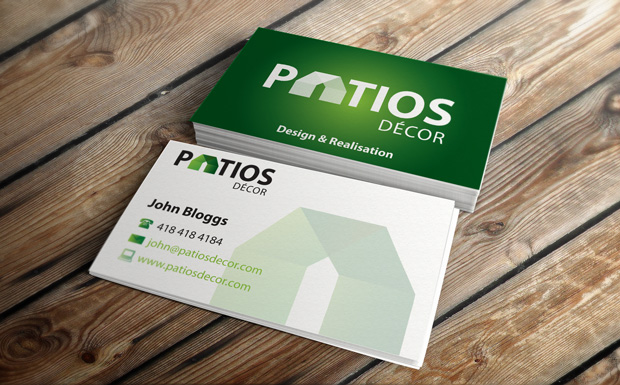 PATIOS
DÉCOR
Design & Realisation
PATIOS
DÉCOR
John Bloggs
418 418 4184
john@patiosdecor.com
www.patiosdecor.com